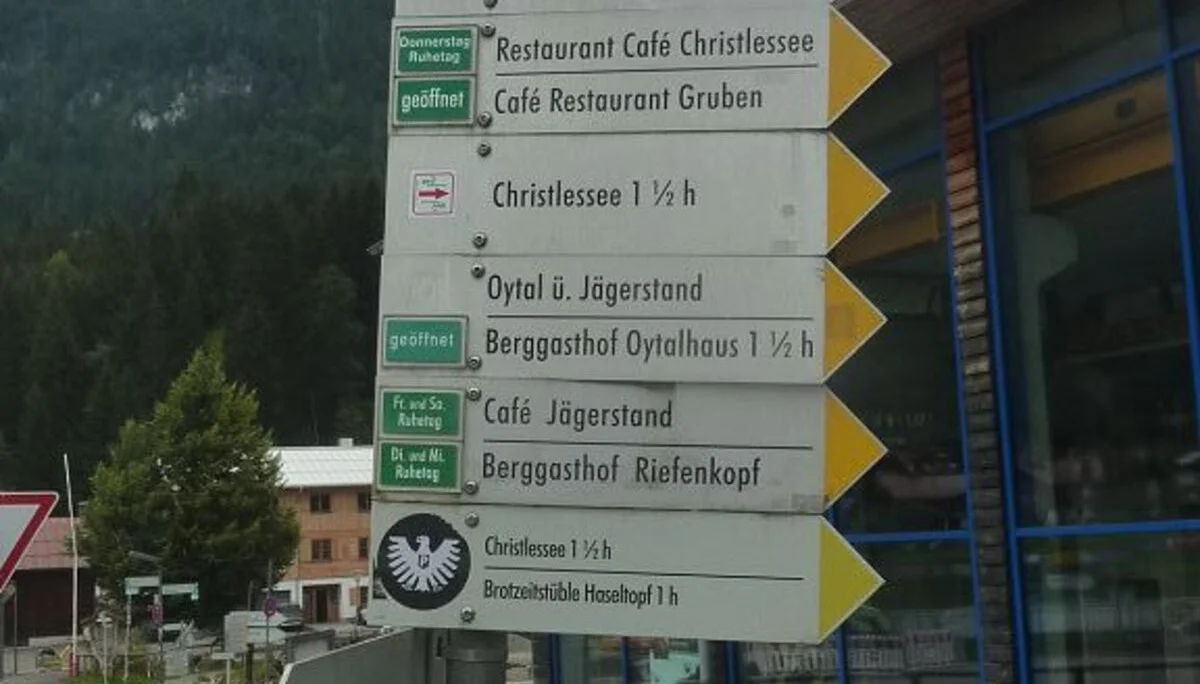 Donnerstag
Ruhetag
Restaurant Café Christlessee
geöffnet
Café Restaurant Gruben
Christlessee 1 ½ h
Oytal ü. Jägerstand
geöffnet
Berggasthof Oytalhaus 1 ½ h
Fr. und Sa.
Ruhetag
Café Jägerstand
Di. und Mi.
Ruhetag
Berggasthof Riefenkopf
P
Christlessee 1 ½ h
Brotzeitstüble Haseltopf 1 h